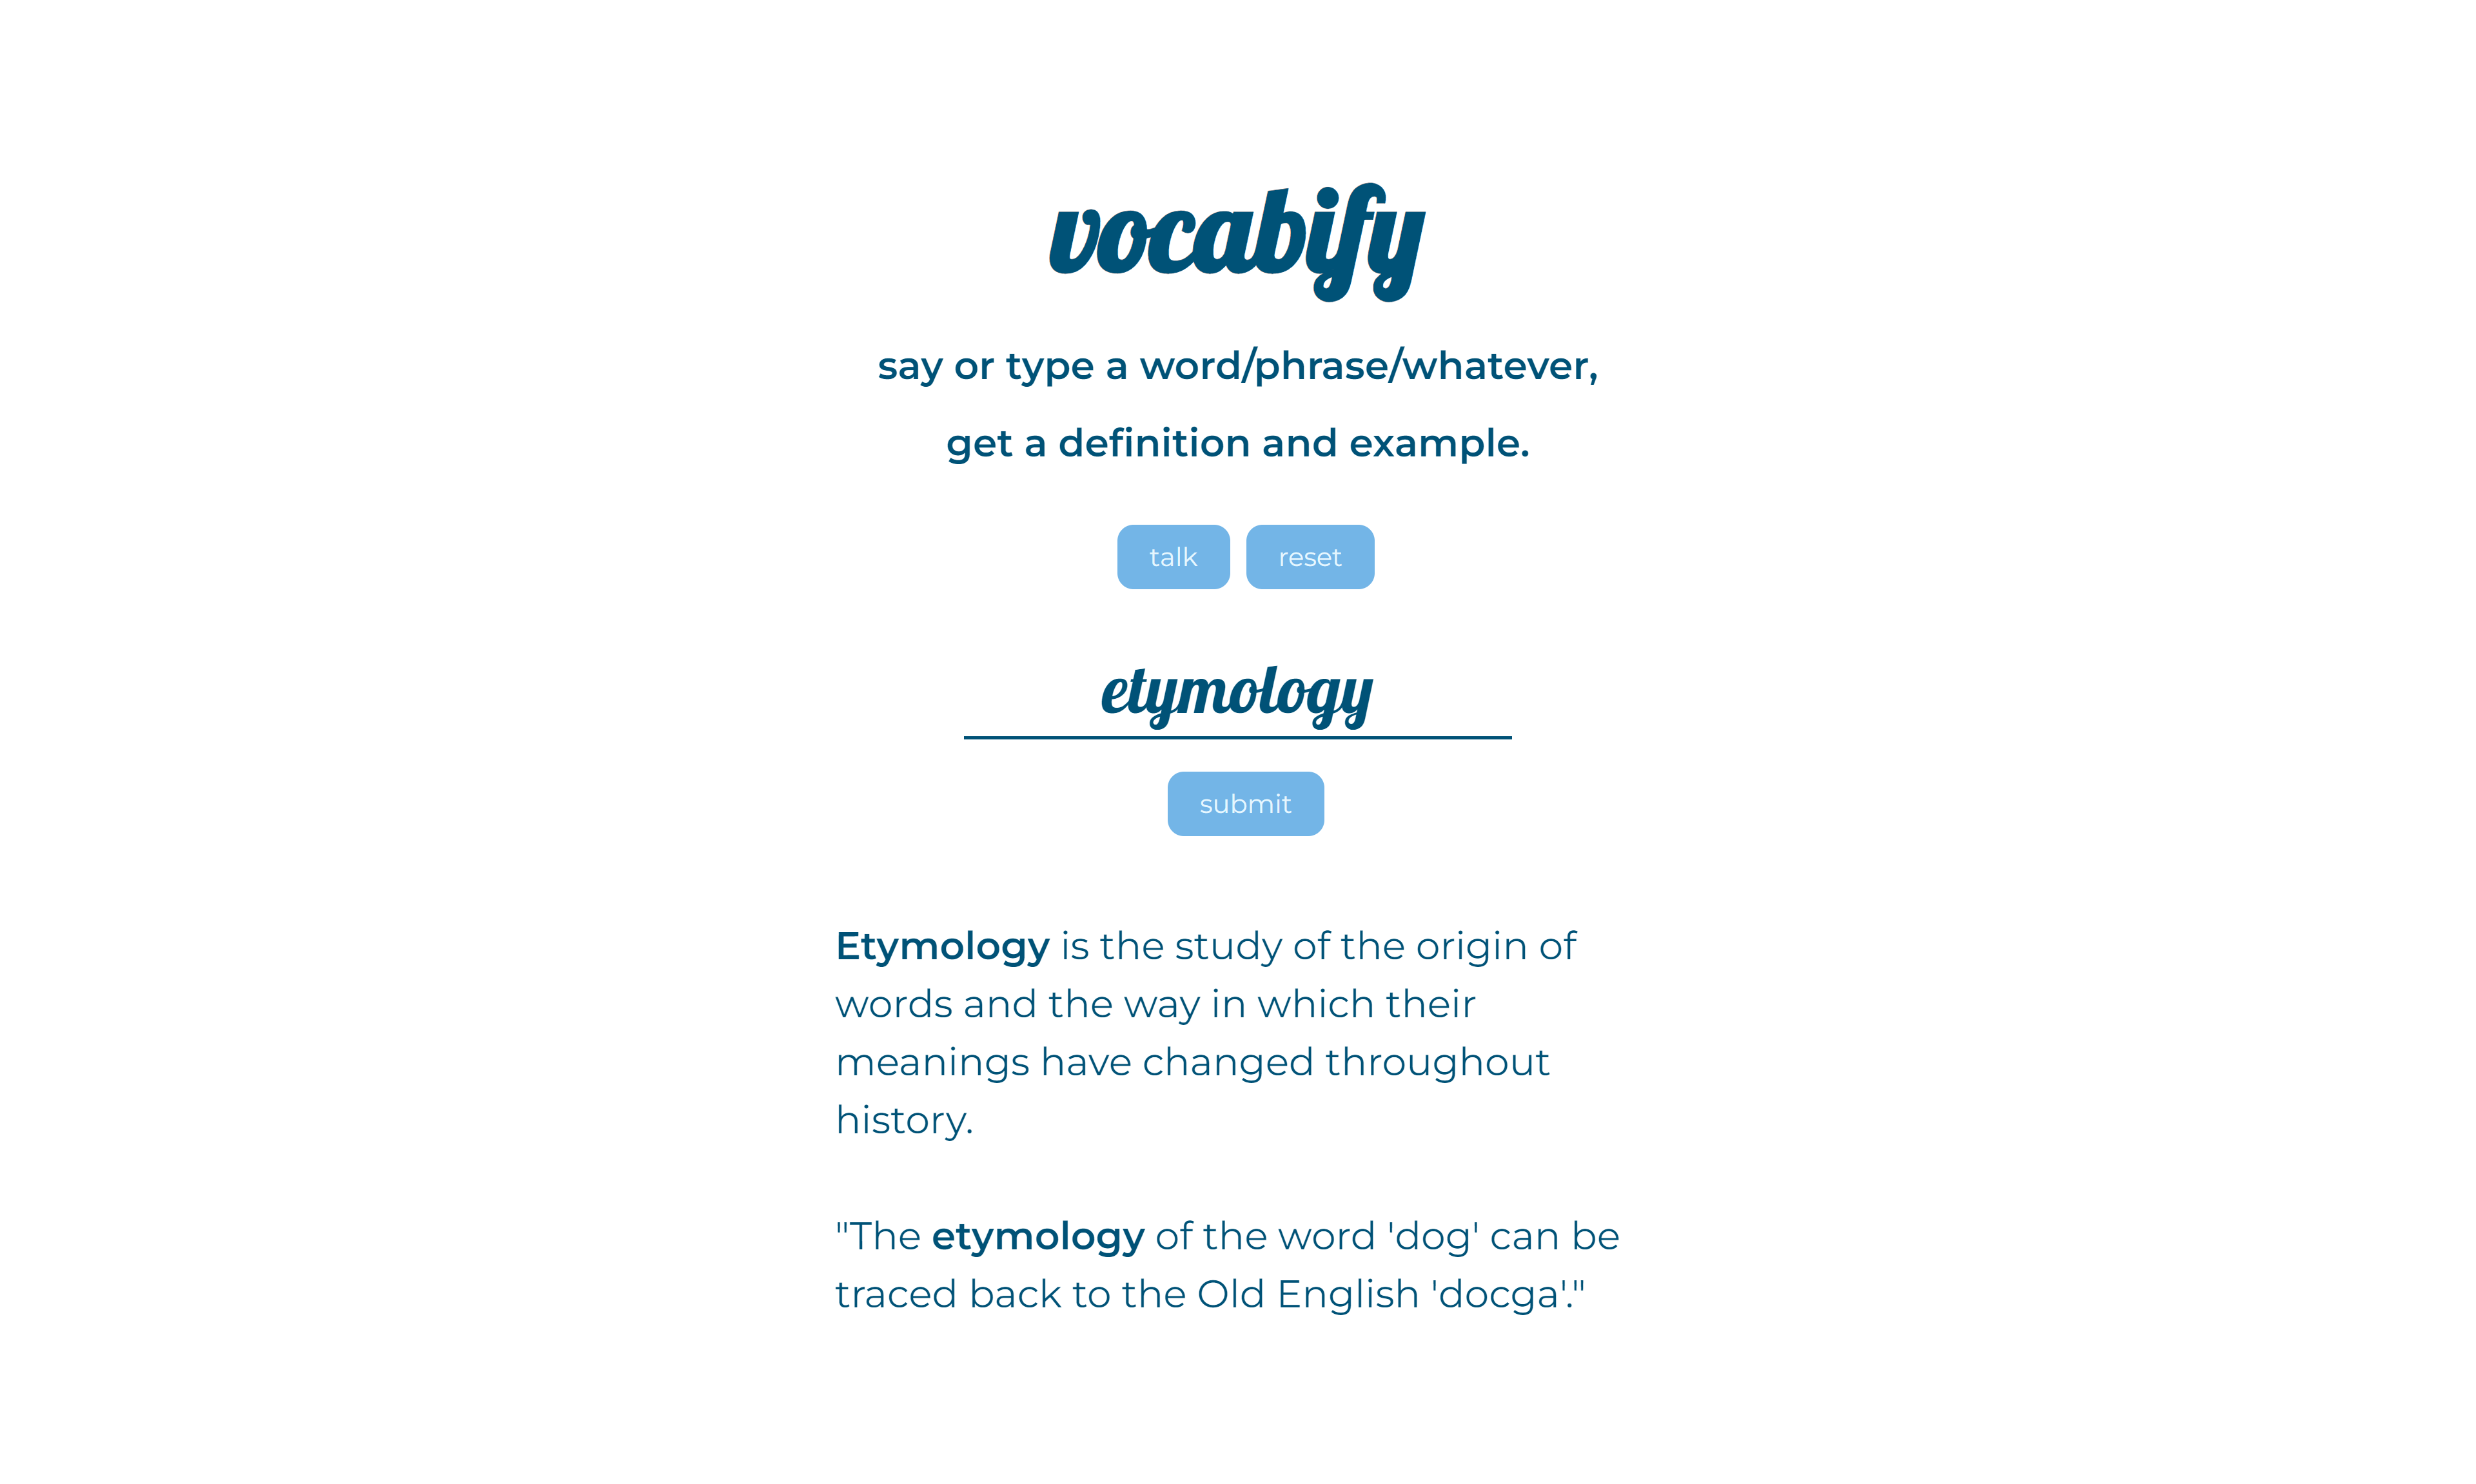 vocabify
say or type a word/phrase/whatever,
get a definition and example.
talk reset
etymology
submit
Etymology is the study of the origin of
words and the way in which their
meanings have changed throughout
history.
"The etymology of the word 'dog' can be
traced back to the Old English 'docga'."